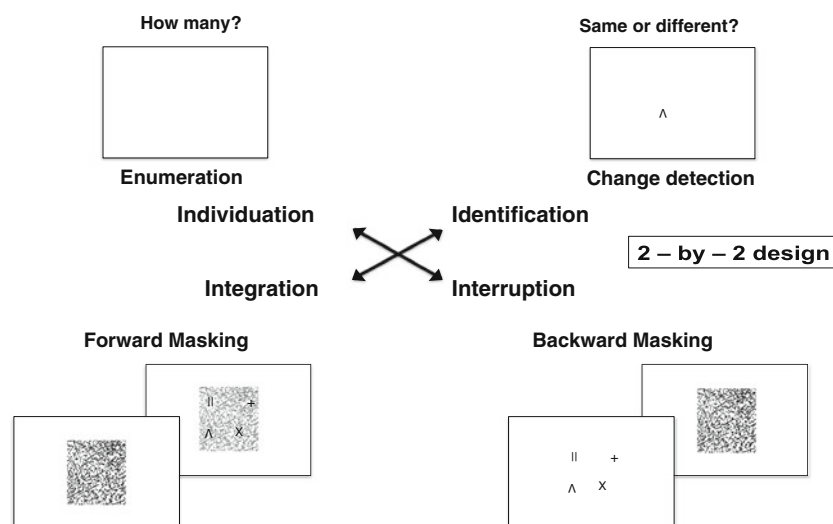 How many?
Same or different?
Λ
Enumeration
Change detection
Individuation
Identification
2 – by – 2 design
Integration
Interruption
Forward Masking
Backward Masking
॥ +
Λ X
॥ +
Λ X